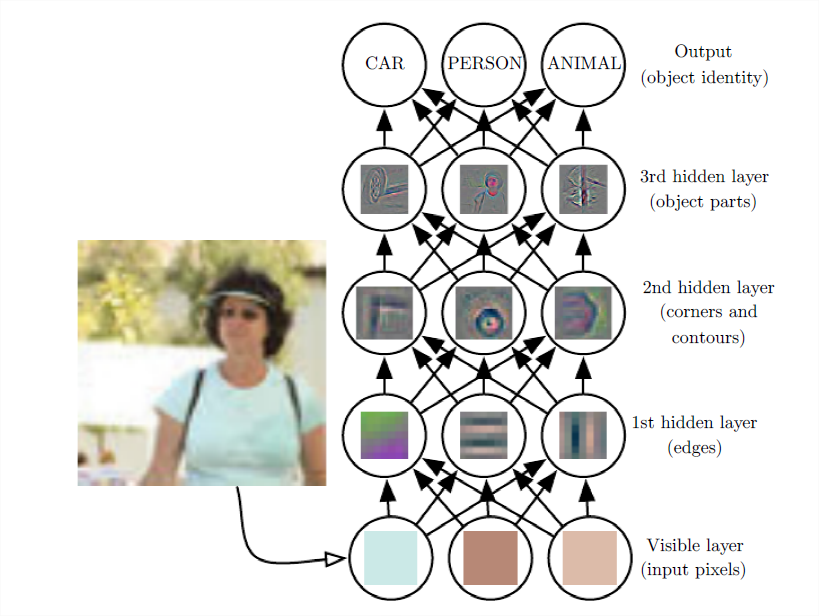 CAR
PERSON
ANIMAL
Output
(object identity)
3rd hidden layer
(object parts)
2nd hidden layer
(corners and
contours)
1st hidden layer
(edges)
Visible layer
(input pixels)